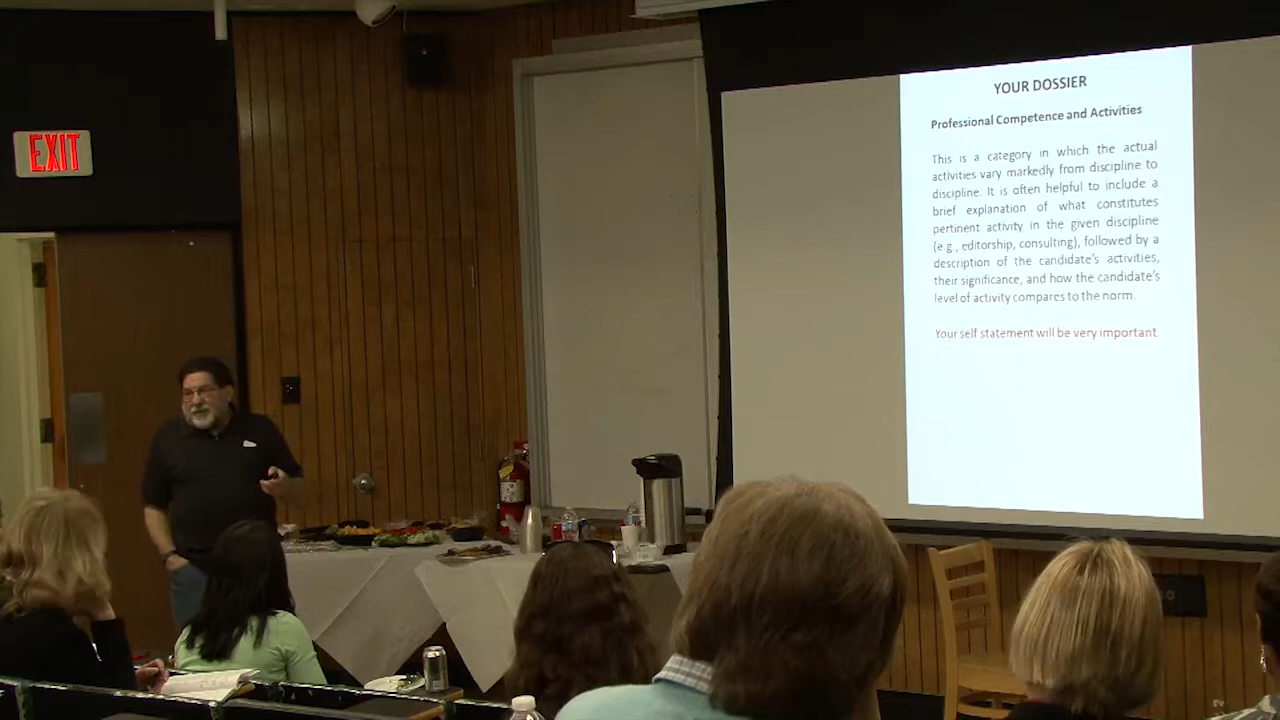 EXIT
YOUR DOSSIER
Professional Competence and Activities
This is a category in which the actual
activities vary markedly from discipline to
discipline. It is often helpful to include a
brief explanation of what constitutes
pertinent activity in the given discipline
(e.g., editorship, consulting), followed by a
description of the candidate's activities,
their significance, and how the candidate's
level of activity compares to the norm.
Your self statement will be very important